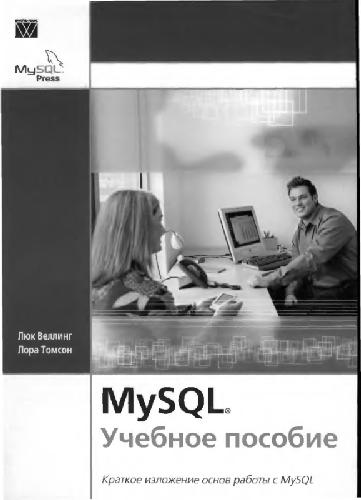 W
MySQL
Press
Люк Веллинг
Лора Томсон
MySQL®
Учебное пособие
Краткое изложение основ работы с MySQL